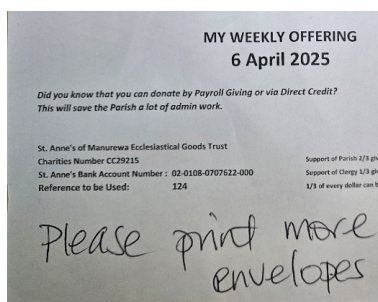 MY WEEKLY OFFERING
6 April 2025
Did you know that you can donate by Payroll Giving or via Direct Credit?
This will save the Parish a lot of admin work.
St. Anne's of Manurewa Ecclesiastical Goods Trust
Charities Number CC29215
Support of Parish 2/3 giv
St. Anne's Bank Account Number : 02-0108-0707622-000
Support of Clergy 1/3 giv
Reference to be Used: 124
1/3 of every dollar can b
Please print more
envelopes